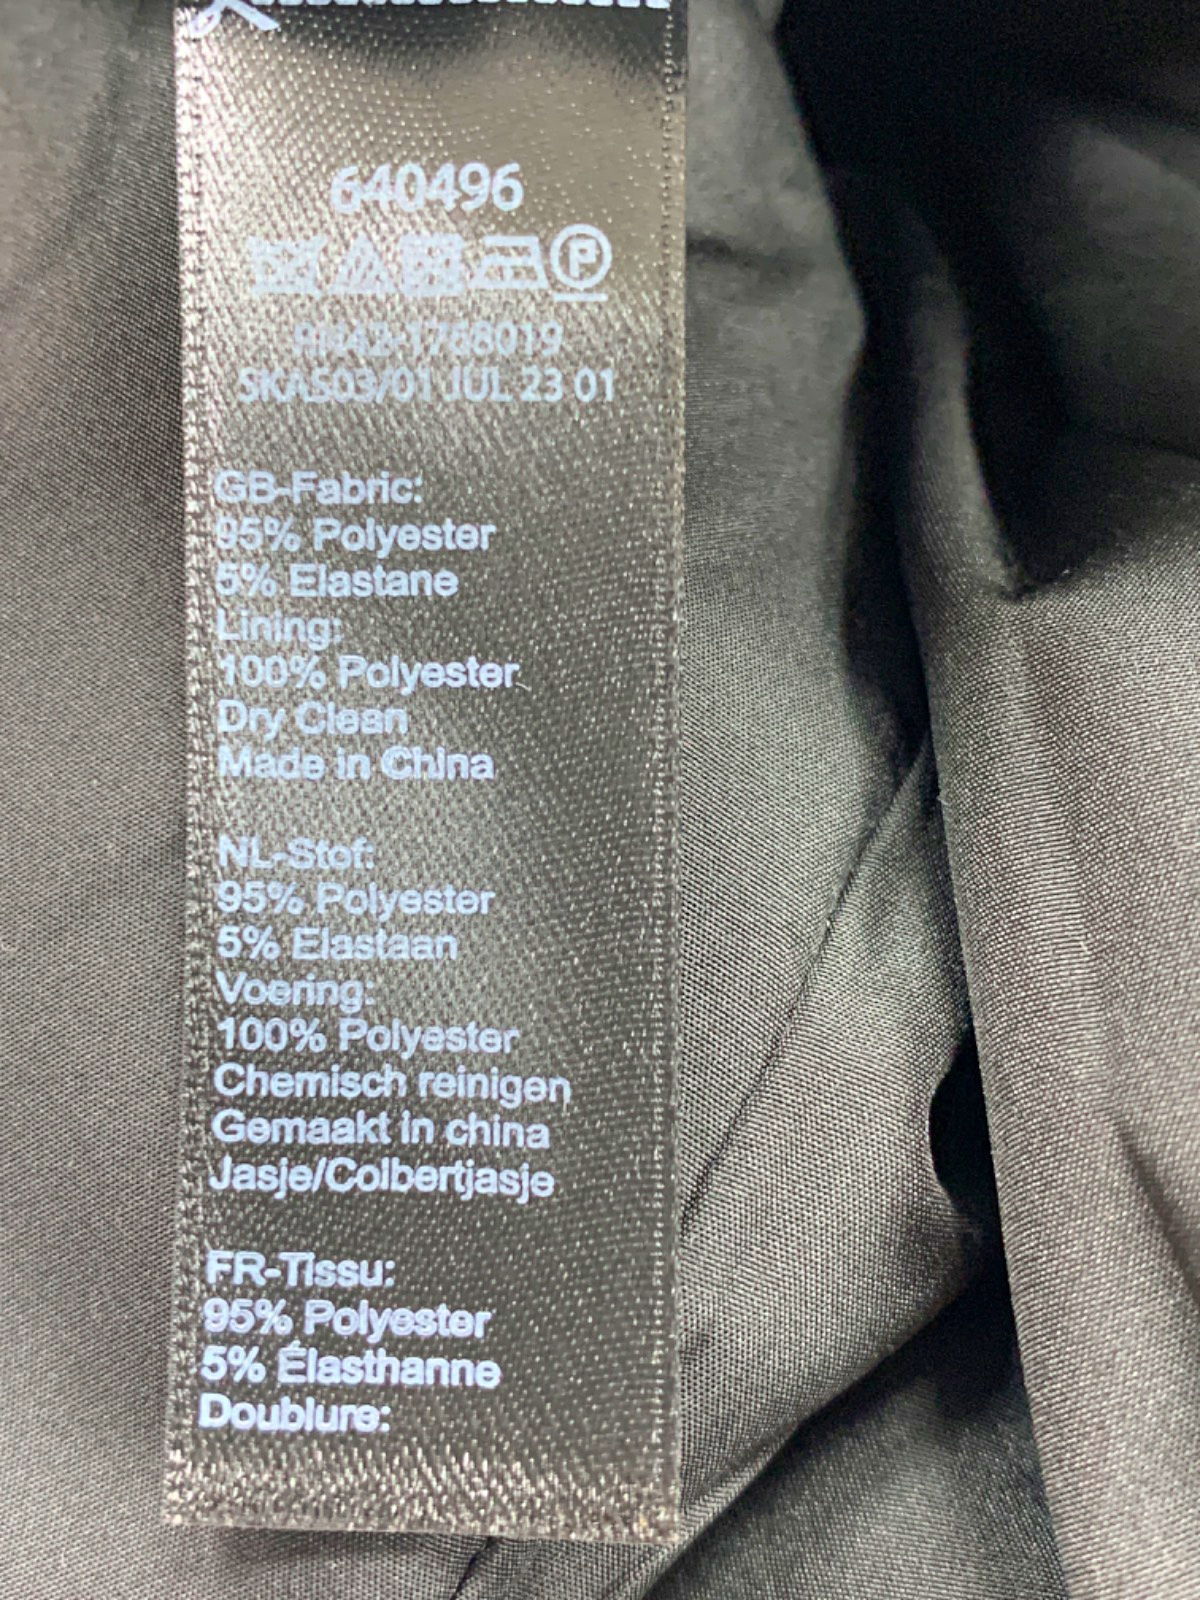 640496
P
1768019
SKAS03/01 JUL 23 01
GB-Fabric:
95% Polyester
5% Elastane
Lining:
100% Polyester
Dry Clean
Made in China
NL-Stof:
95% Polyester
5% Elastaan
Voering:
100% Polyester
Chemisch reinigen
Gemaakt in china
Jasje/Colbertjasje
FR-Tissu:
95% Polyester
5% Élasthanne
Doublure: